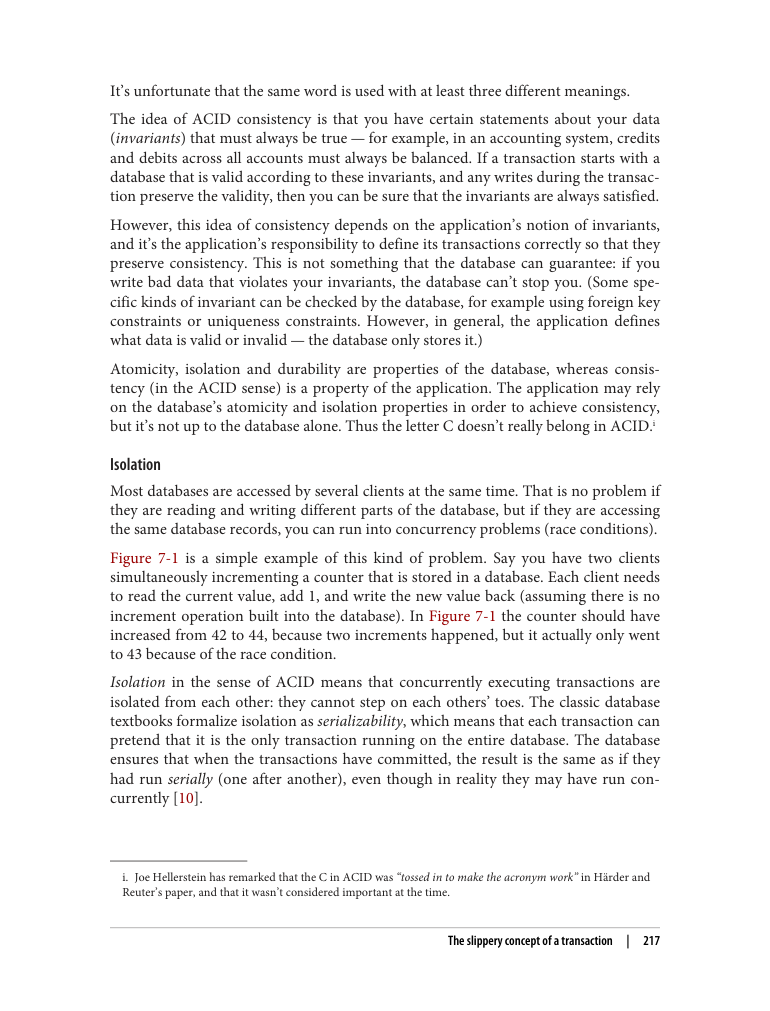 It’s unfortunate that the same word is used with at least three different meanings.
The idea of ACID consistency is that you have certain statements about your data
(invariants) that must always be true — for example, in an accounting system, credits
and debits across all accounts must always be balanced. If a transaction starts with a
database that is valid according to these invariants, and any writes during the transac-
tion preserve the validity, then you can be sure that the invariants are always satisfied.
However, this idea of consistency depends on the application’s notion of invariants,
and it’s the application’s responsibility to define its transactions correctly so that they
preserve consistency. This is not something that the database can guarantee: if you
write bad data that violates your invariants, the database can’t stop you. (Some spe-
cific kinds of invariant can be checked by the database, for example using foreign key
constraints or uniqueness constraints. However, in general, the application defines
what data is valid or invalid — the database only stores it.)
Atomicity, isolation and durability are properties of the database, whereas consis-
tency (in the ACID sense) is a property of the application. The application may rely
on the database’s atomicity and isolation properties in order to achieve consistency,
but it’s not up to the database alone. Thus the letter C doesn’t really belong in ACID.i
Isolation
Most databases are accessed by several clients at the same time. That is no problem if
they are reading and writing different parts of the database, but if they are accessing
the same database records, you can run into concurrency problems (race conditions).
Figure 7-1 is a simple example of this kind of problem. Say you have two clients
simultaneously incrementing a counter that is stored in a database. Each client needs
to read the current value, add 1, and write the new value back (assuming there is no
increment operation built into the database). In Figure 7-1 the counter should have
increased from 42 to 44, because two increments happened, but it actually only went
to 43 because of the race condition.
Isolation in the sense of ACID means that concurrently executing transactions are
isolated from each other: they cannot step on each others’ toes. The classic database
textbooks formalize isolation as serializability, which means that each transaction can
pretend that it is the only transaction running on the entire database. The database
ensures that when the transactions have committed, the result is the same as if they
had run serially (one after another), even though in reality they may have run con-
currently [10].
i. Joe Hellerstein has remarked that the C in ACID was “tossed in to make the acronym work” in Härder and
Reuter’s paper, and that it wasn’t considered important at the time.
The slippery concept of a transaction | 217